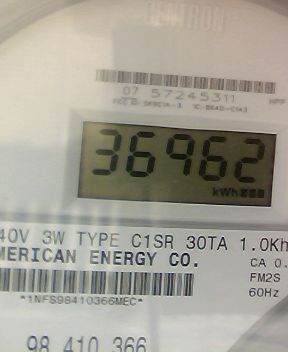 CENTRON
07 57245311
36962
kWh
40V 3W TYPE C1SR 30TA 1.0Kh
MERICAN ENERGY CO. CA 0.
FM2S
60Hz
*1NFS98410366MEC*
98 410 366